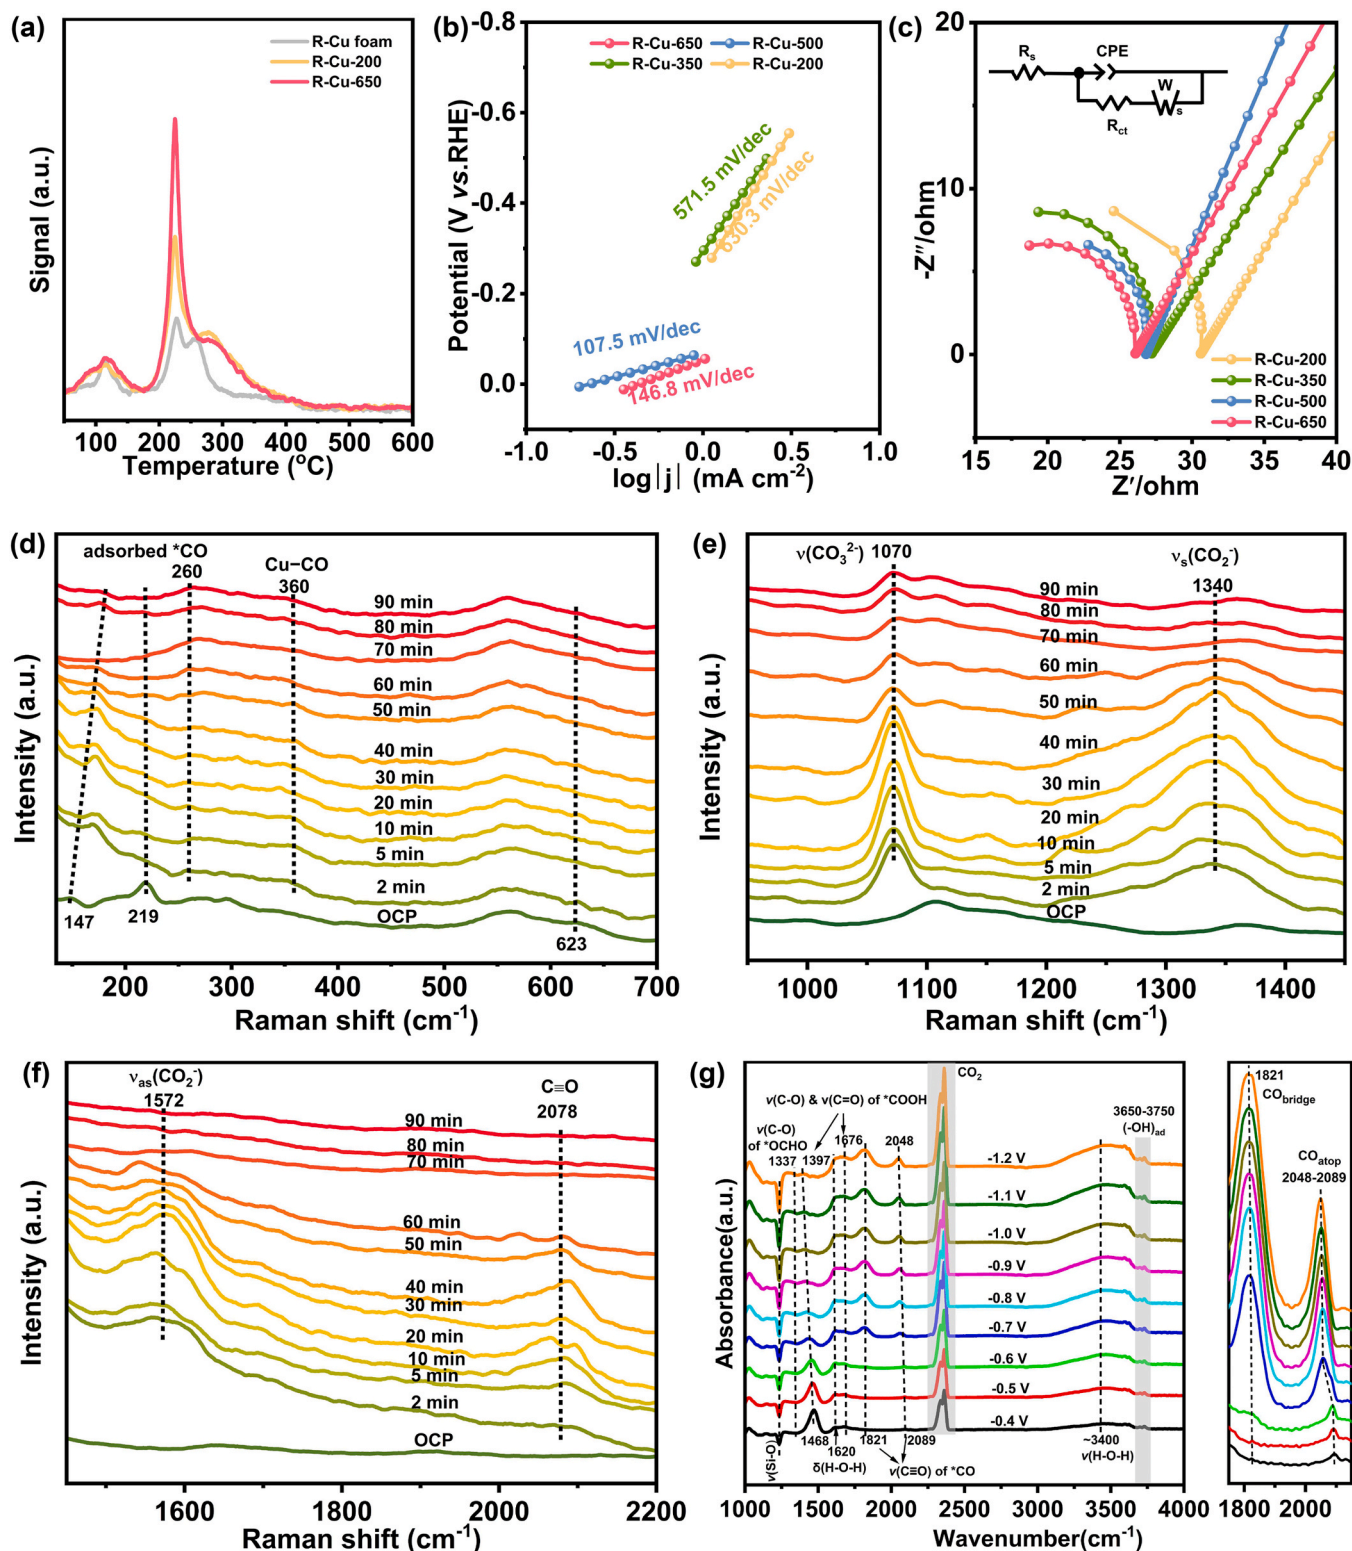 (a)
R-Cu foam
R-Cu-200
R-Cu-650
Signal (a.u.)
100 200 300 400 500 600
Temperature (°C)
(b)
-0.8
-0.6
-0.4
-0.2
0.0
Potential (V vs.RHE)
R-Cu-650 R-Cu-500
R-Cu-350 R-Cu-200
571.5 mV/dec
630.3 mV/dec
107.5 mV/dec
146.8 mV/dec
-1.0 -0.5 0.0 0.5 1.0
log|j| (mA cm⁻²)
(c)
20
10
0
-Z″/ohm
Rs CPE
W
s
Rct
R-Cu-200
R-Cu-350
R-Cu-500
R-Cu-650
15 20 25 30 35 40
Z′/ohm
(d)
adsorbed *CO
260
Cu−CO
360
90 min
80 min
70 min
60 min
50 min
40 min
30 min
20 min
10 min
5 min
2 min
OCP
147 219
623
Intensity (a.u.)
200 300 400 500 600 700
Raman shift (cm⁻¹)
(e)
ν(CO₃²⁻) 1070
νs(CO₂⁻)
1340
90 min
80 min
70 min
60 min
50 min
40 min
30 min
20 min
10 min
5 min
2 min
OCP
Intensity (a.u.)
1000 1100 1200 1300 1400
Raman shift (cm⁻¹)
(f)
νas(CO₂⁻)
1572
C≡O
2078
90 min
80 min
70 min
60 min
50 min
40 min
30 min
20 min
10 min
5 min
2 min
OCP
Intensity (a.u.)
1600 1800 2000 2200
Raman shift (cm⁻¹)
(g)
CO₂
ν(C-O) & ν(C=O) of *COOH
ν(C-O)
of *OCHO
1337 1397 1676 2048
3650-3750
(-OH)ad
-1.2 V
-1.1 V
-1.0 V
-0.9 V
-0.8 V
-0.7 V
-0.6 V
-0.5 V
-0.4 V
ν(Si-O)
1468
1620
δ(H-O-H)
1821 2089
ν(C≡O) of *CO
~3400
ν(H-O-H)
Absorbance(a.u.)
1000 1500 2000 2500 3000 3500 4000
1821
CObridge
COatop
2048-2089
1800 2000
Wavenumber(cm⁻¹)